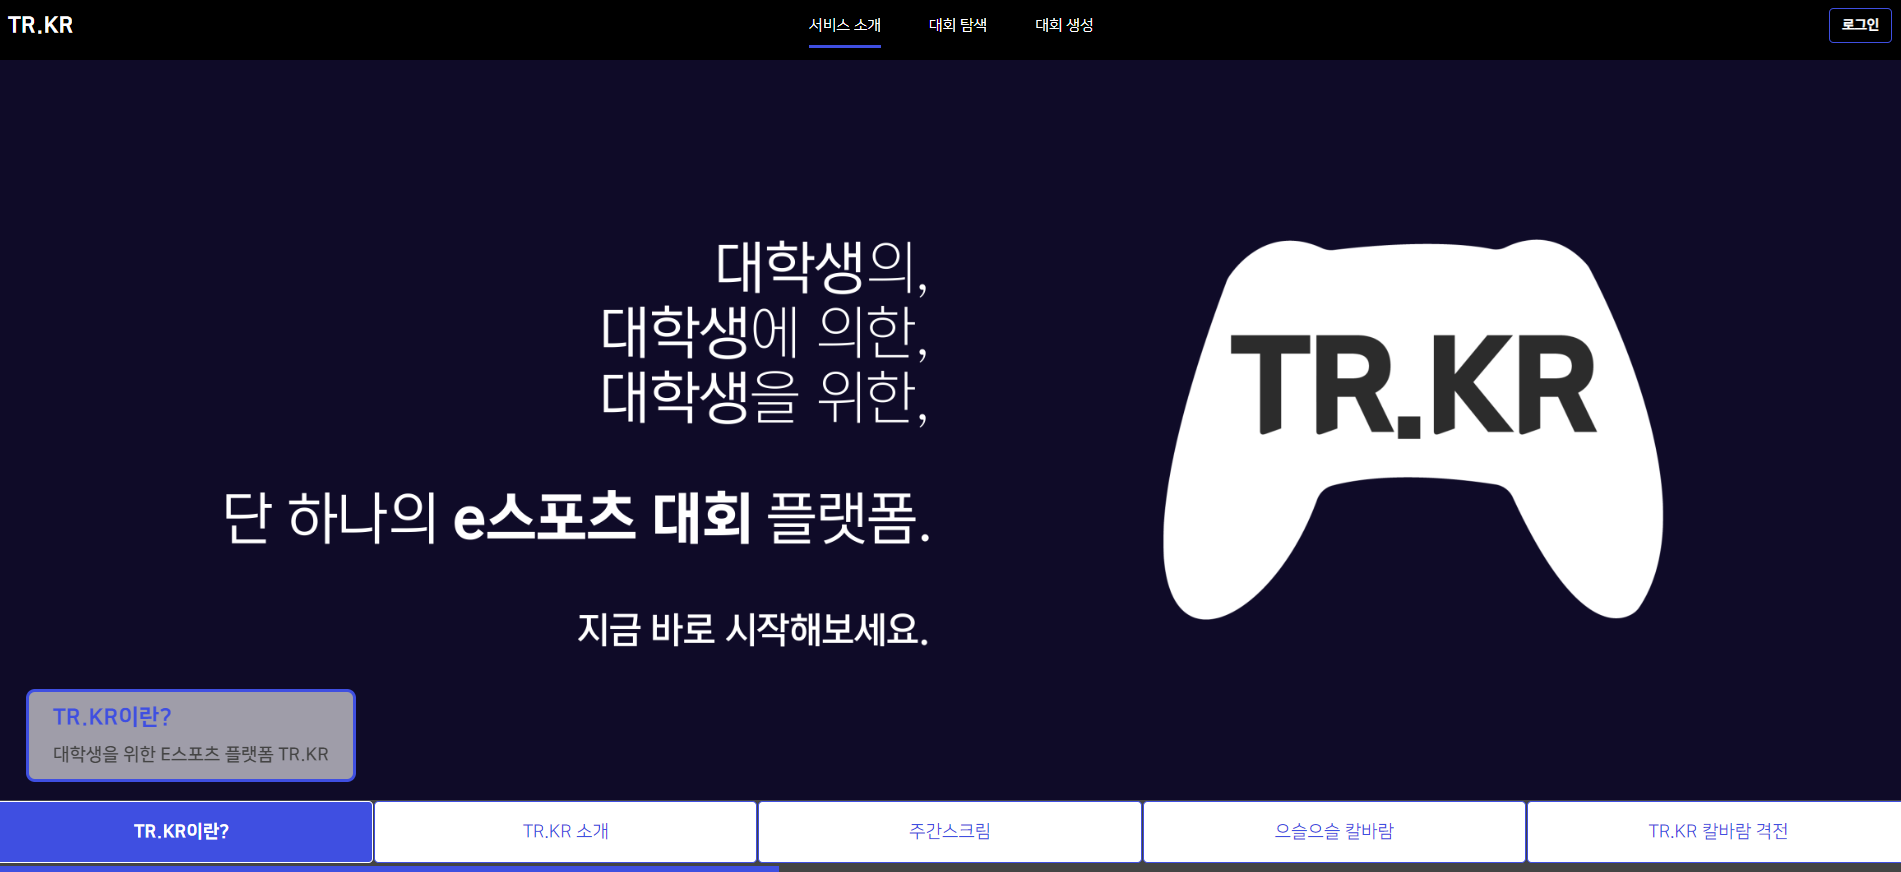 TR.KR
서비스 소개
대회 탐색
대회 생성
로그인
대학생의,
대학생에 의한,
대학생을 위한,
단 하나의 e스포츠 대회 플랫폼.
지금 바로 시작해보세요.
TR.KR
TR.KR이란?
대학생을 위한 E스포츠 플랫폼 TR.KR
TR.KR이란?
TR.KR 소개
주간스크림
으슬으슬 칼바람
TR.KR 칼바람 격전